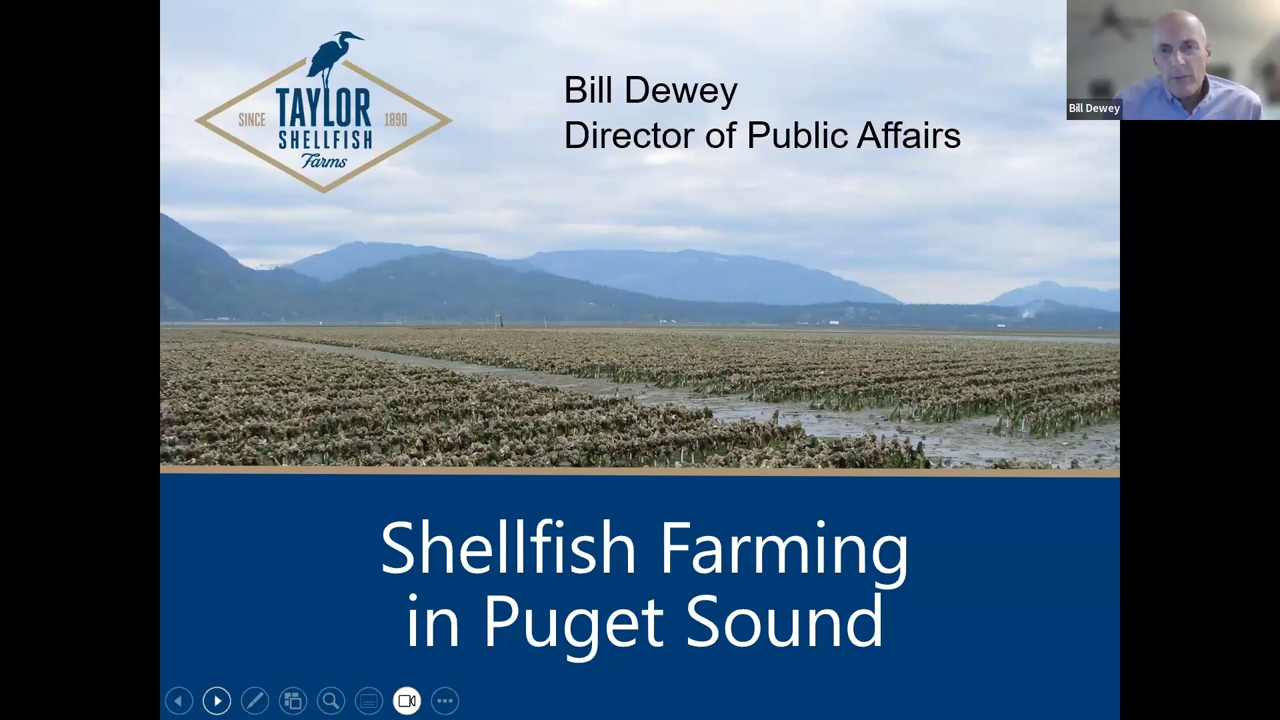 SINCE TAYLOR 1890
SHELLFISH
Farms
Bill Dewey
Director of Public Affairs
Bill Dewey
Shellfish Farming
in Puget Sound